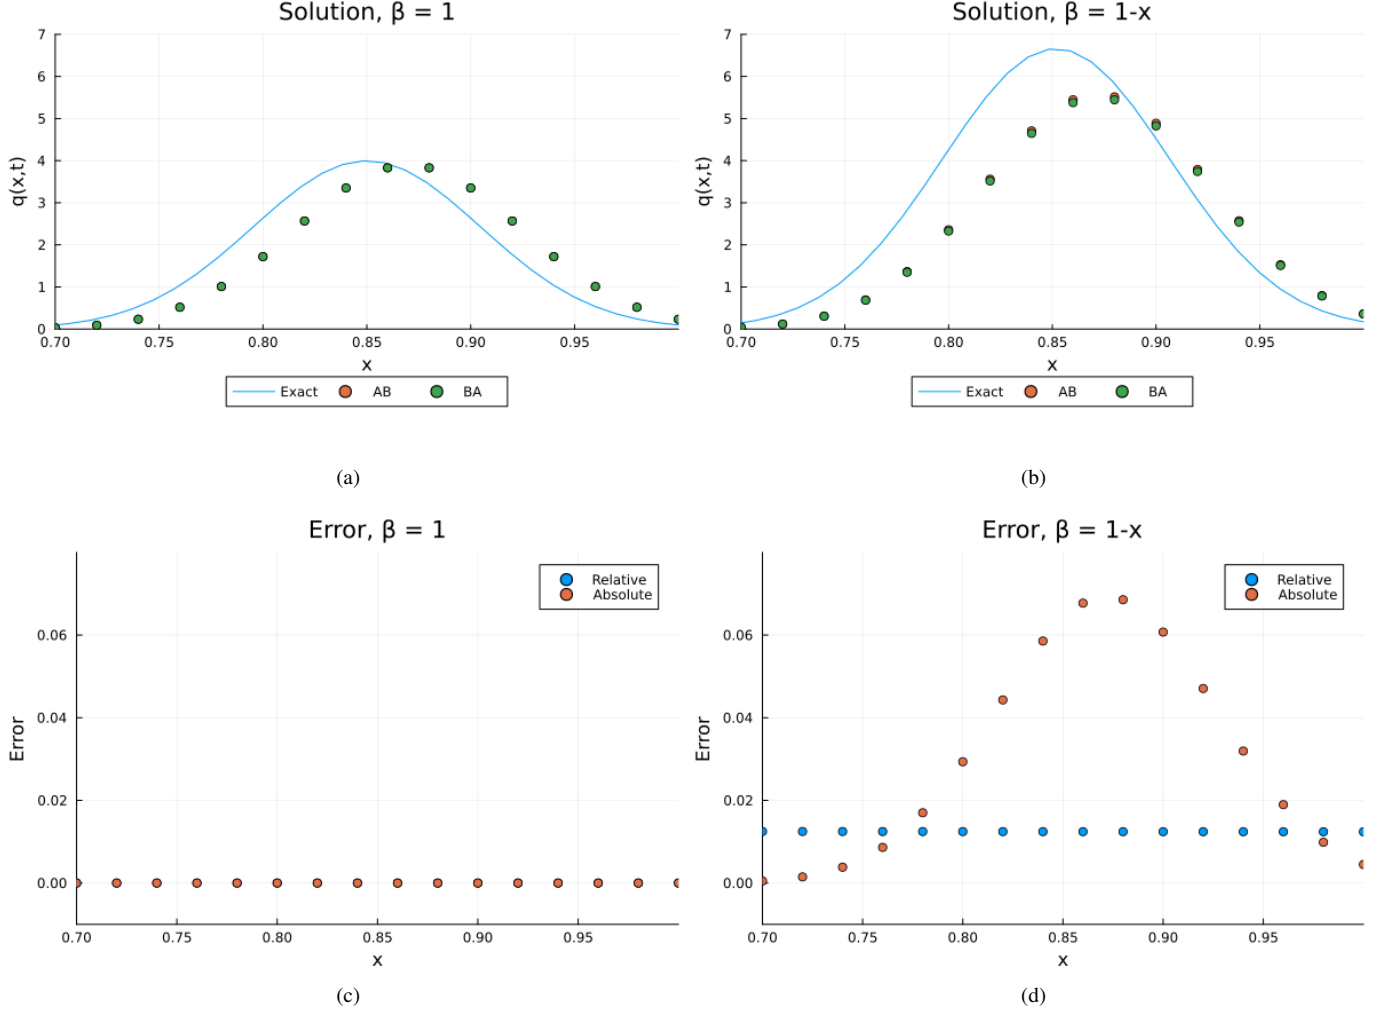 Solution, β = 1
7
6
5
4
3
2
1
0
q(x,t)
0.70 0.75 0.80 0.85 0.90 0.95
x
Exact AB BA
(a)
Solution, β = 1-x
7
6
5
4
3
2
1
0
q(x,t)
0.70 0.75 0.80 0.85 0.90 0.95
x
Exact AB BA
(b)
Error, β = 1
Relative
Absolute
0.06
0.04
0.02
0.00
Error
0.70 0.75 0.80 0.85 0.90 0.95
x
(c)
Error, β = 1-x
Relative
Absolute
0.06
0.04
0.02
0.00
Error
0.70 0.75 0.80 0.85 0.90 0.95
x
(d)